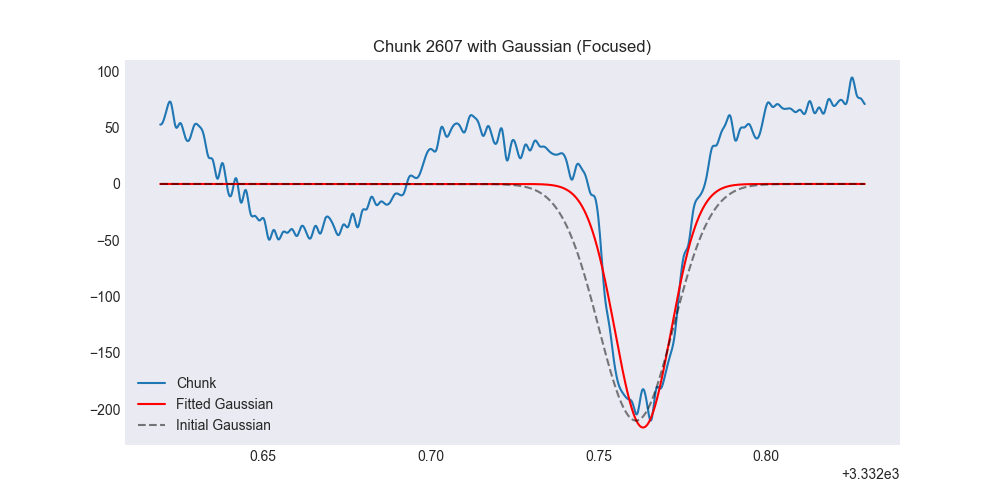 Chunk 2607 with Gaussian (Focused)
100
50
0
−50
−100
−150
−200
Chunk
Fitted Gaussian
Initial Gaussian
0.65 0.70 0.75 0.80
+3.332e3